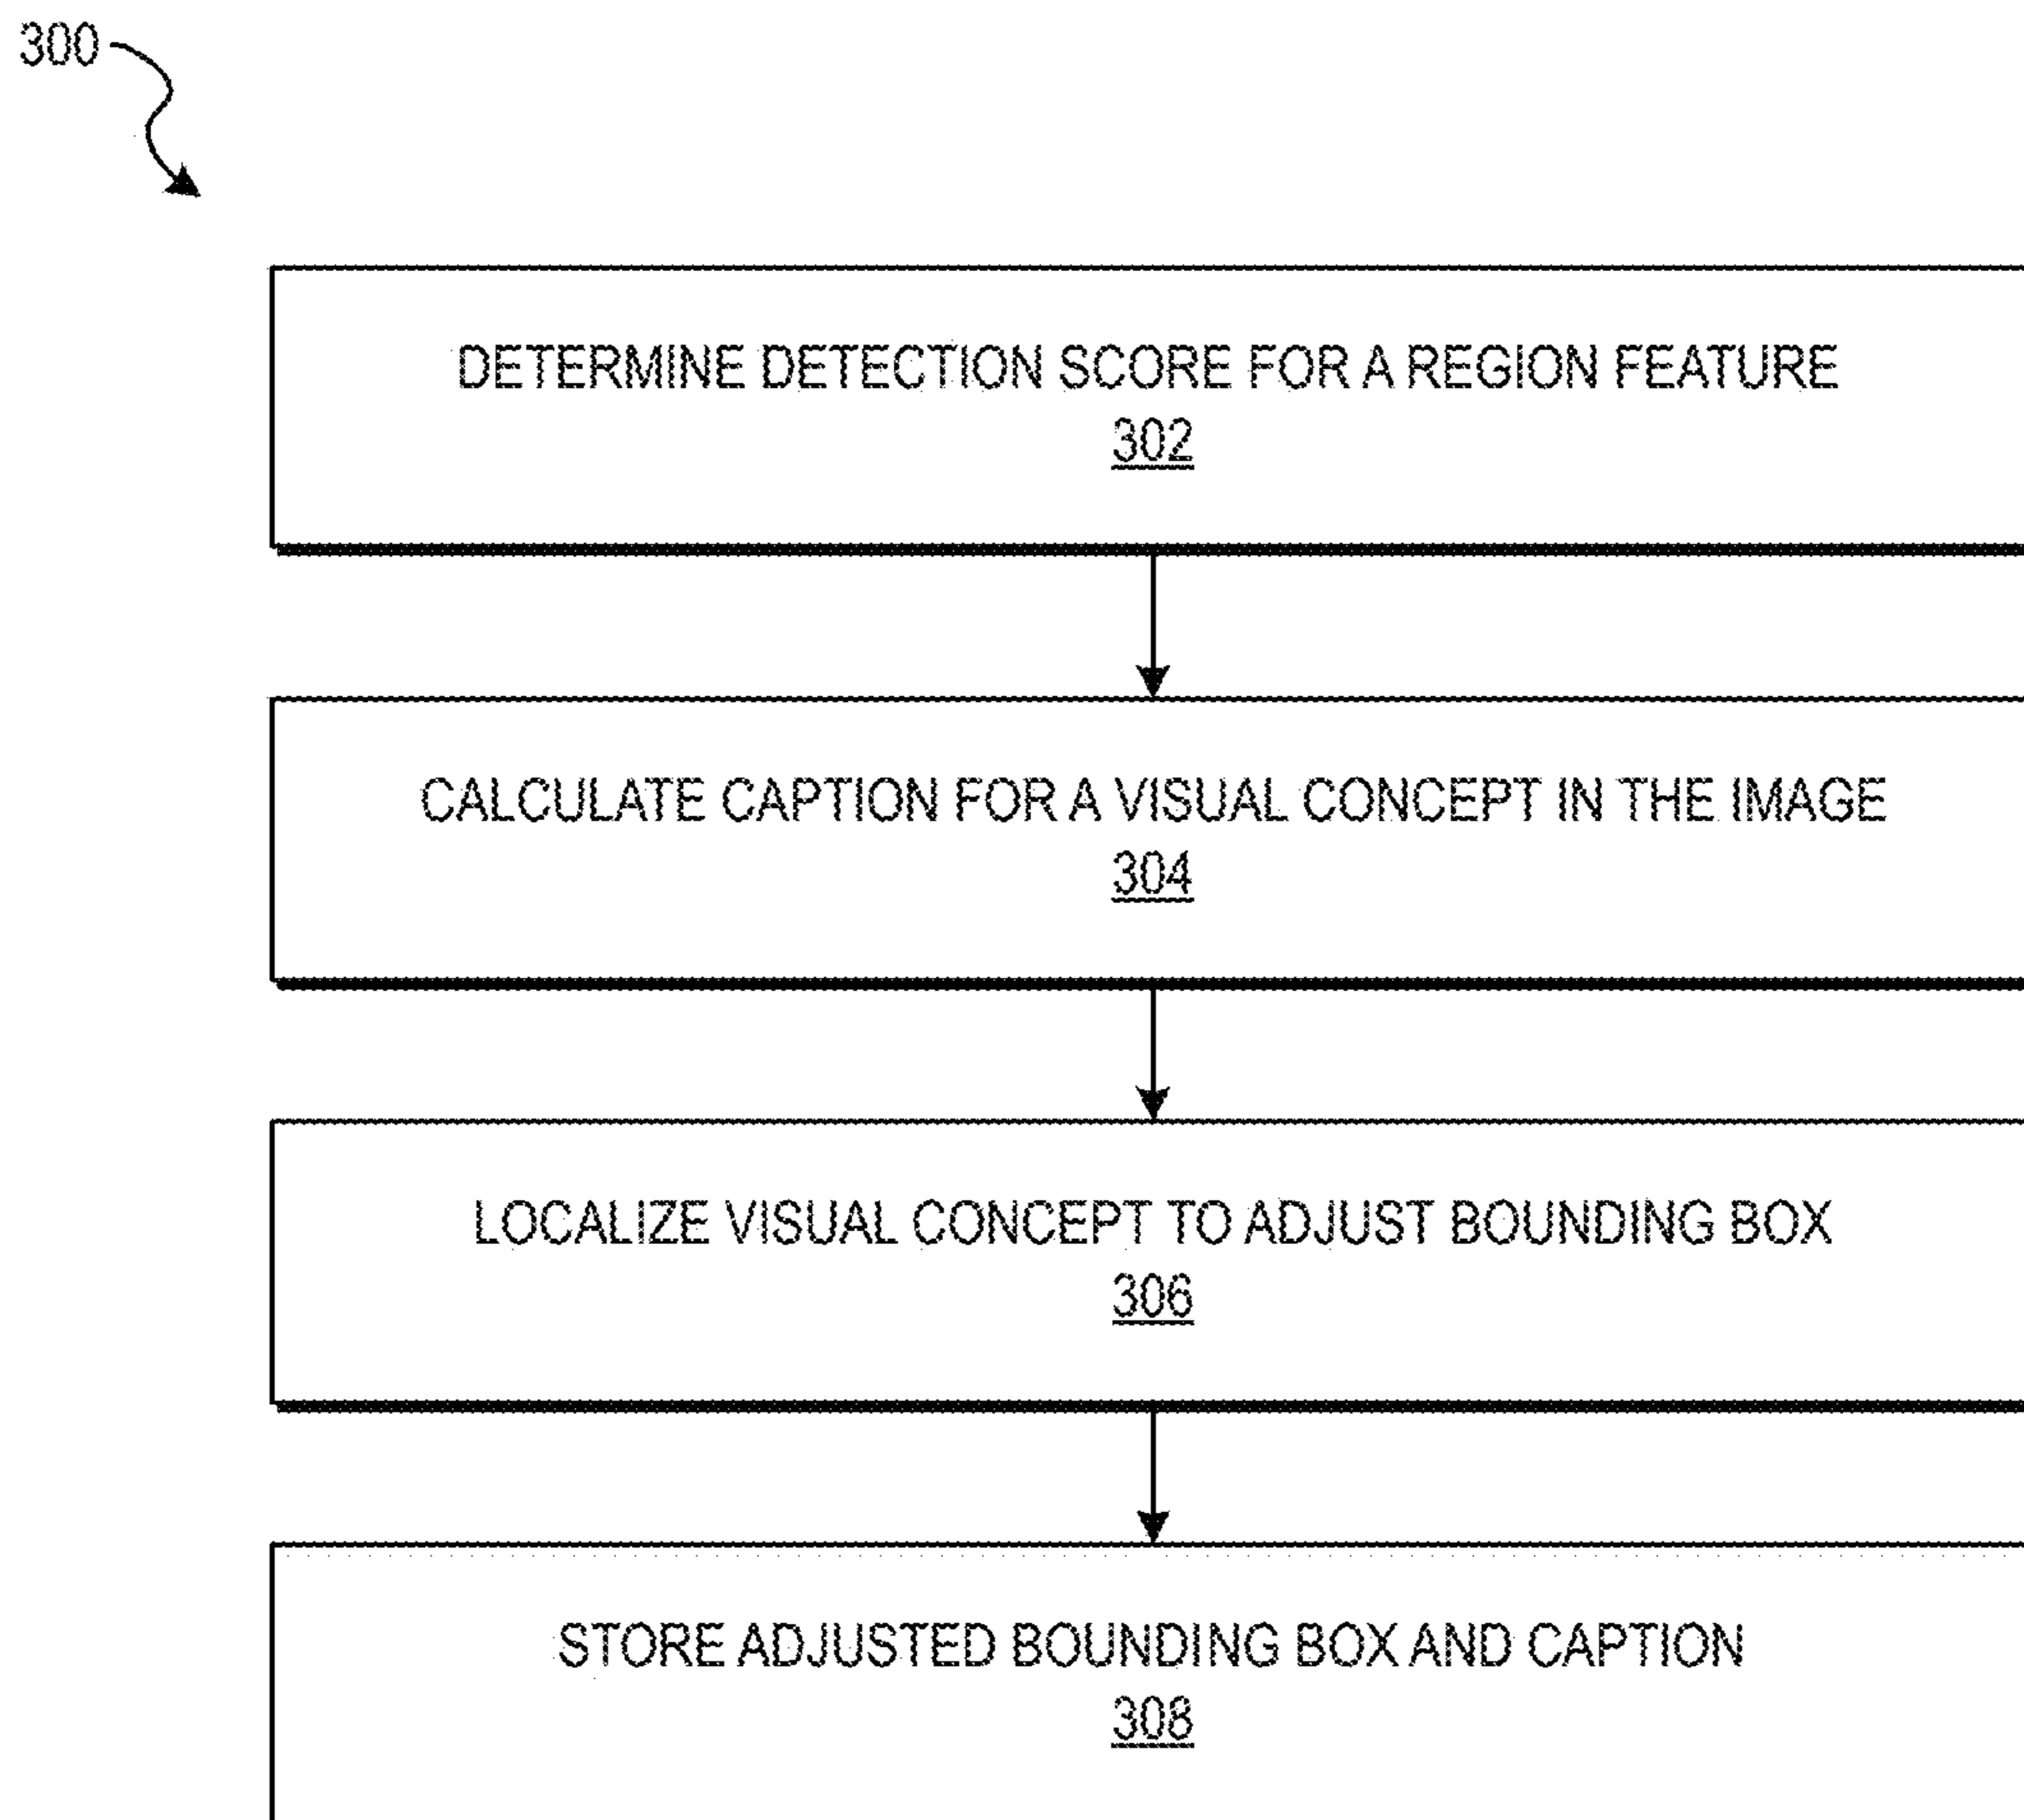 300
DETERMINE DETECTION SCORE FOR A REGION FEATURE
302
CALCULATE CAPTION FOR A VISUAL CONCEPT IN THE IMAGE
304
LOCALIZE VISUAL CONCEPT TO ADJUST BOUNDING BOX
306
STORE ADJUSTED BOUNDING BOX AND CAPTION
308